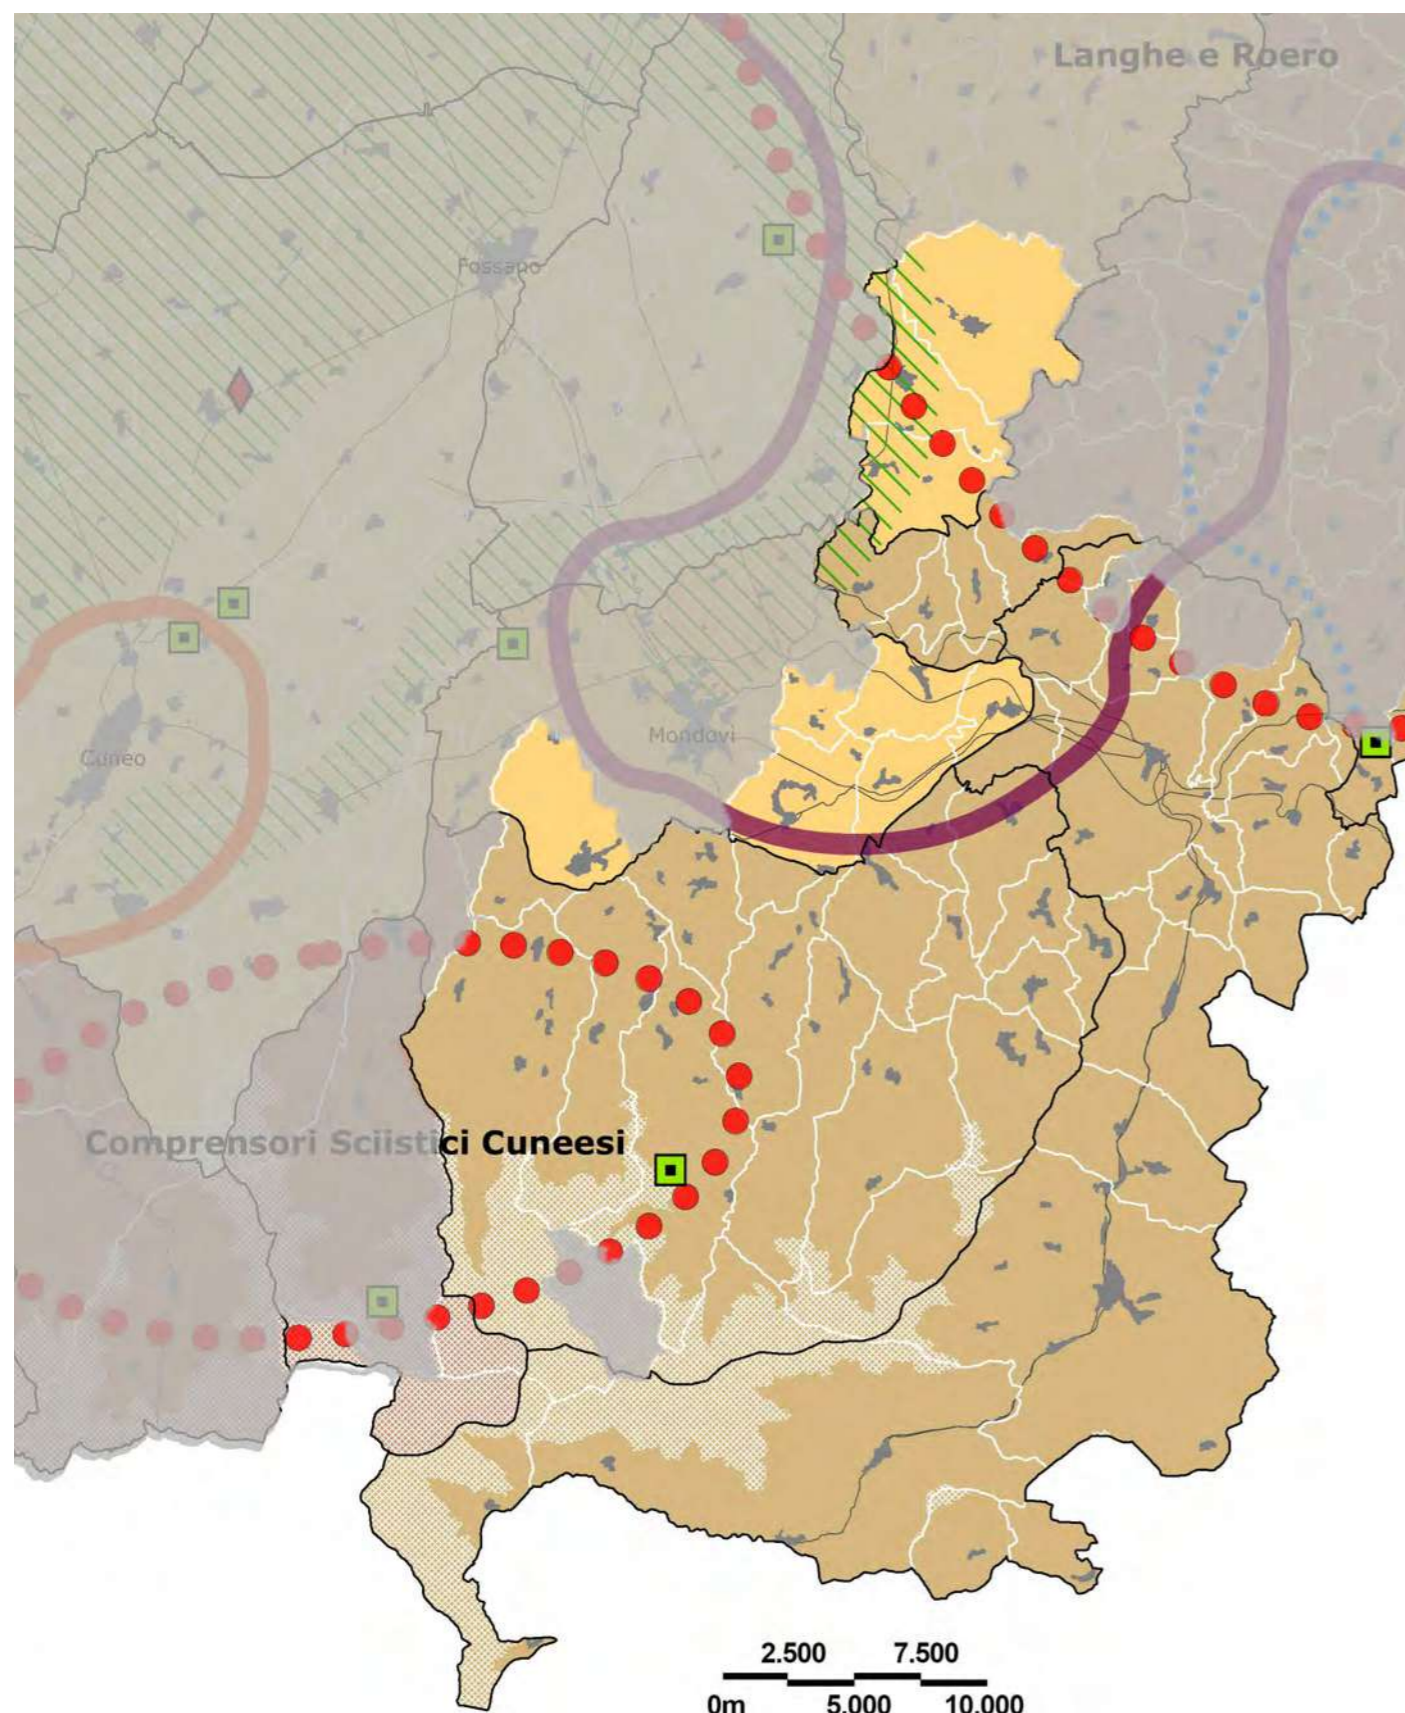 Langhe e Roero
Fossano
Mondovì
Cuneo
Comprensori Sciistici Cuneesi
2.500 7.500
0m 5.000 10.000